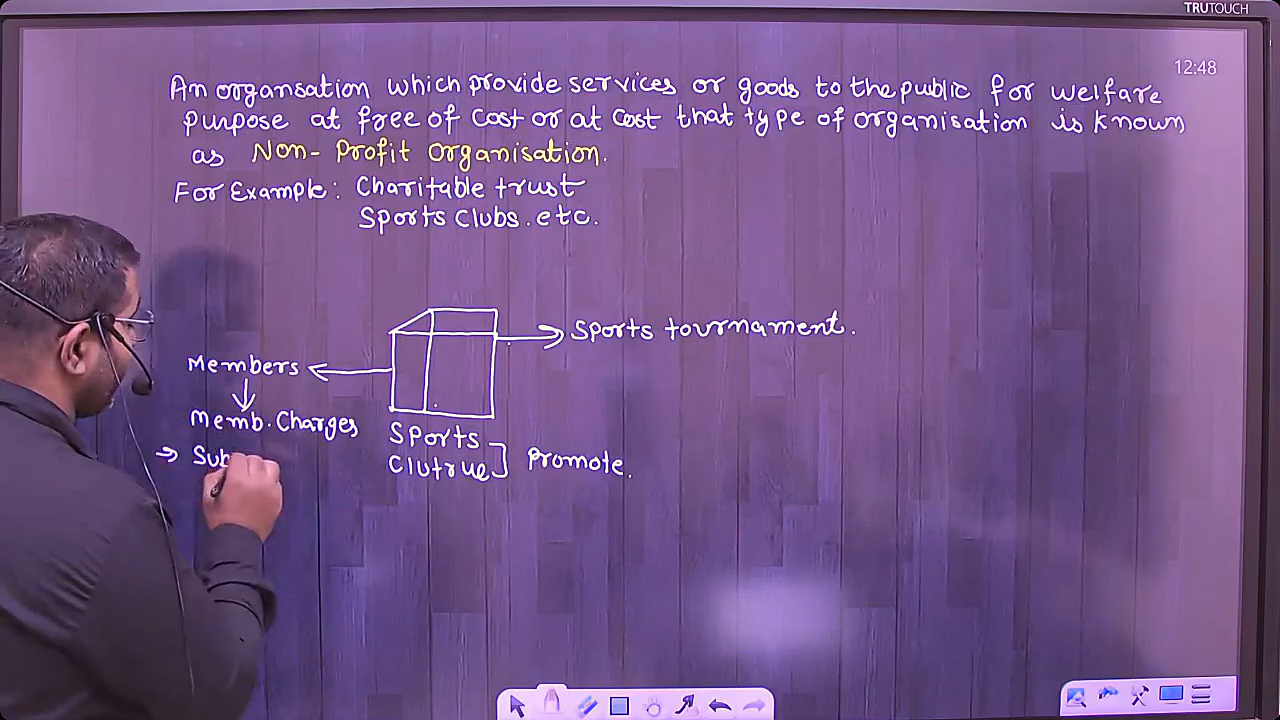 TRUTOUCH
12:48
An organsation which provide services or goods to the public for welfare
purpose at free of cost or at cost that type of organisation is known
as Non-Profit Organisation.
For Example: Charitable trust
Sports Clubs. etc.
Sports tournament.
Members
Memb. Charges
→ Sub
Sports
Clutrue
Promote.